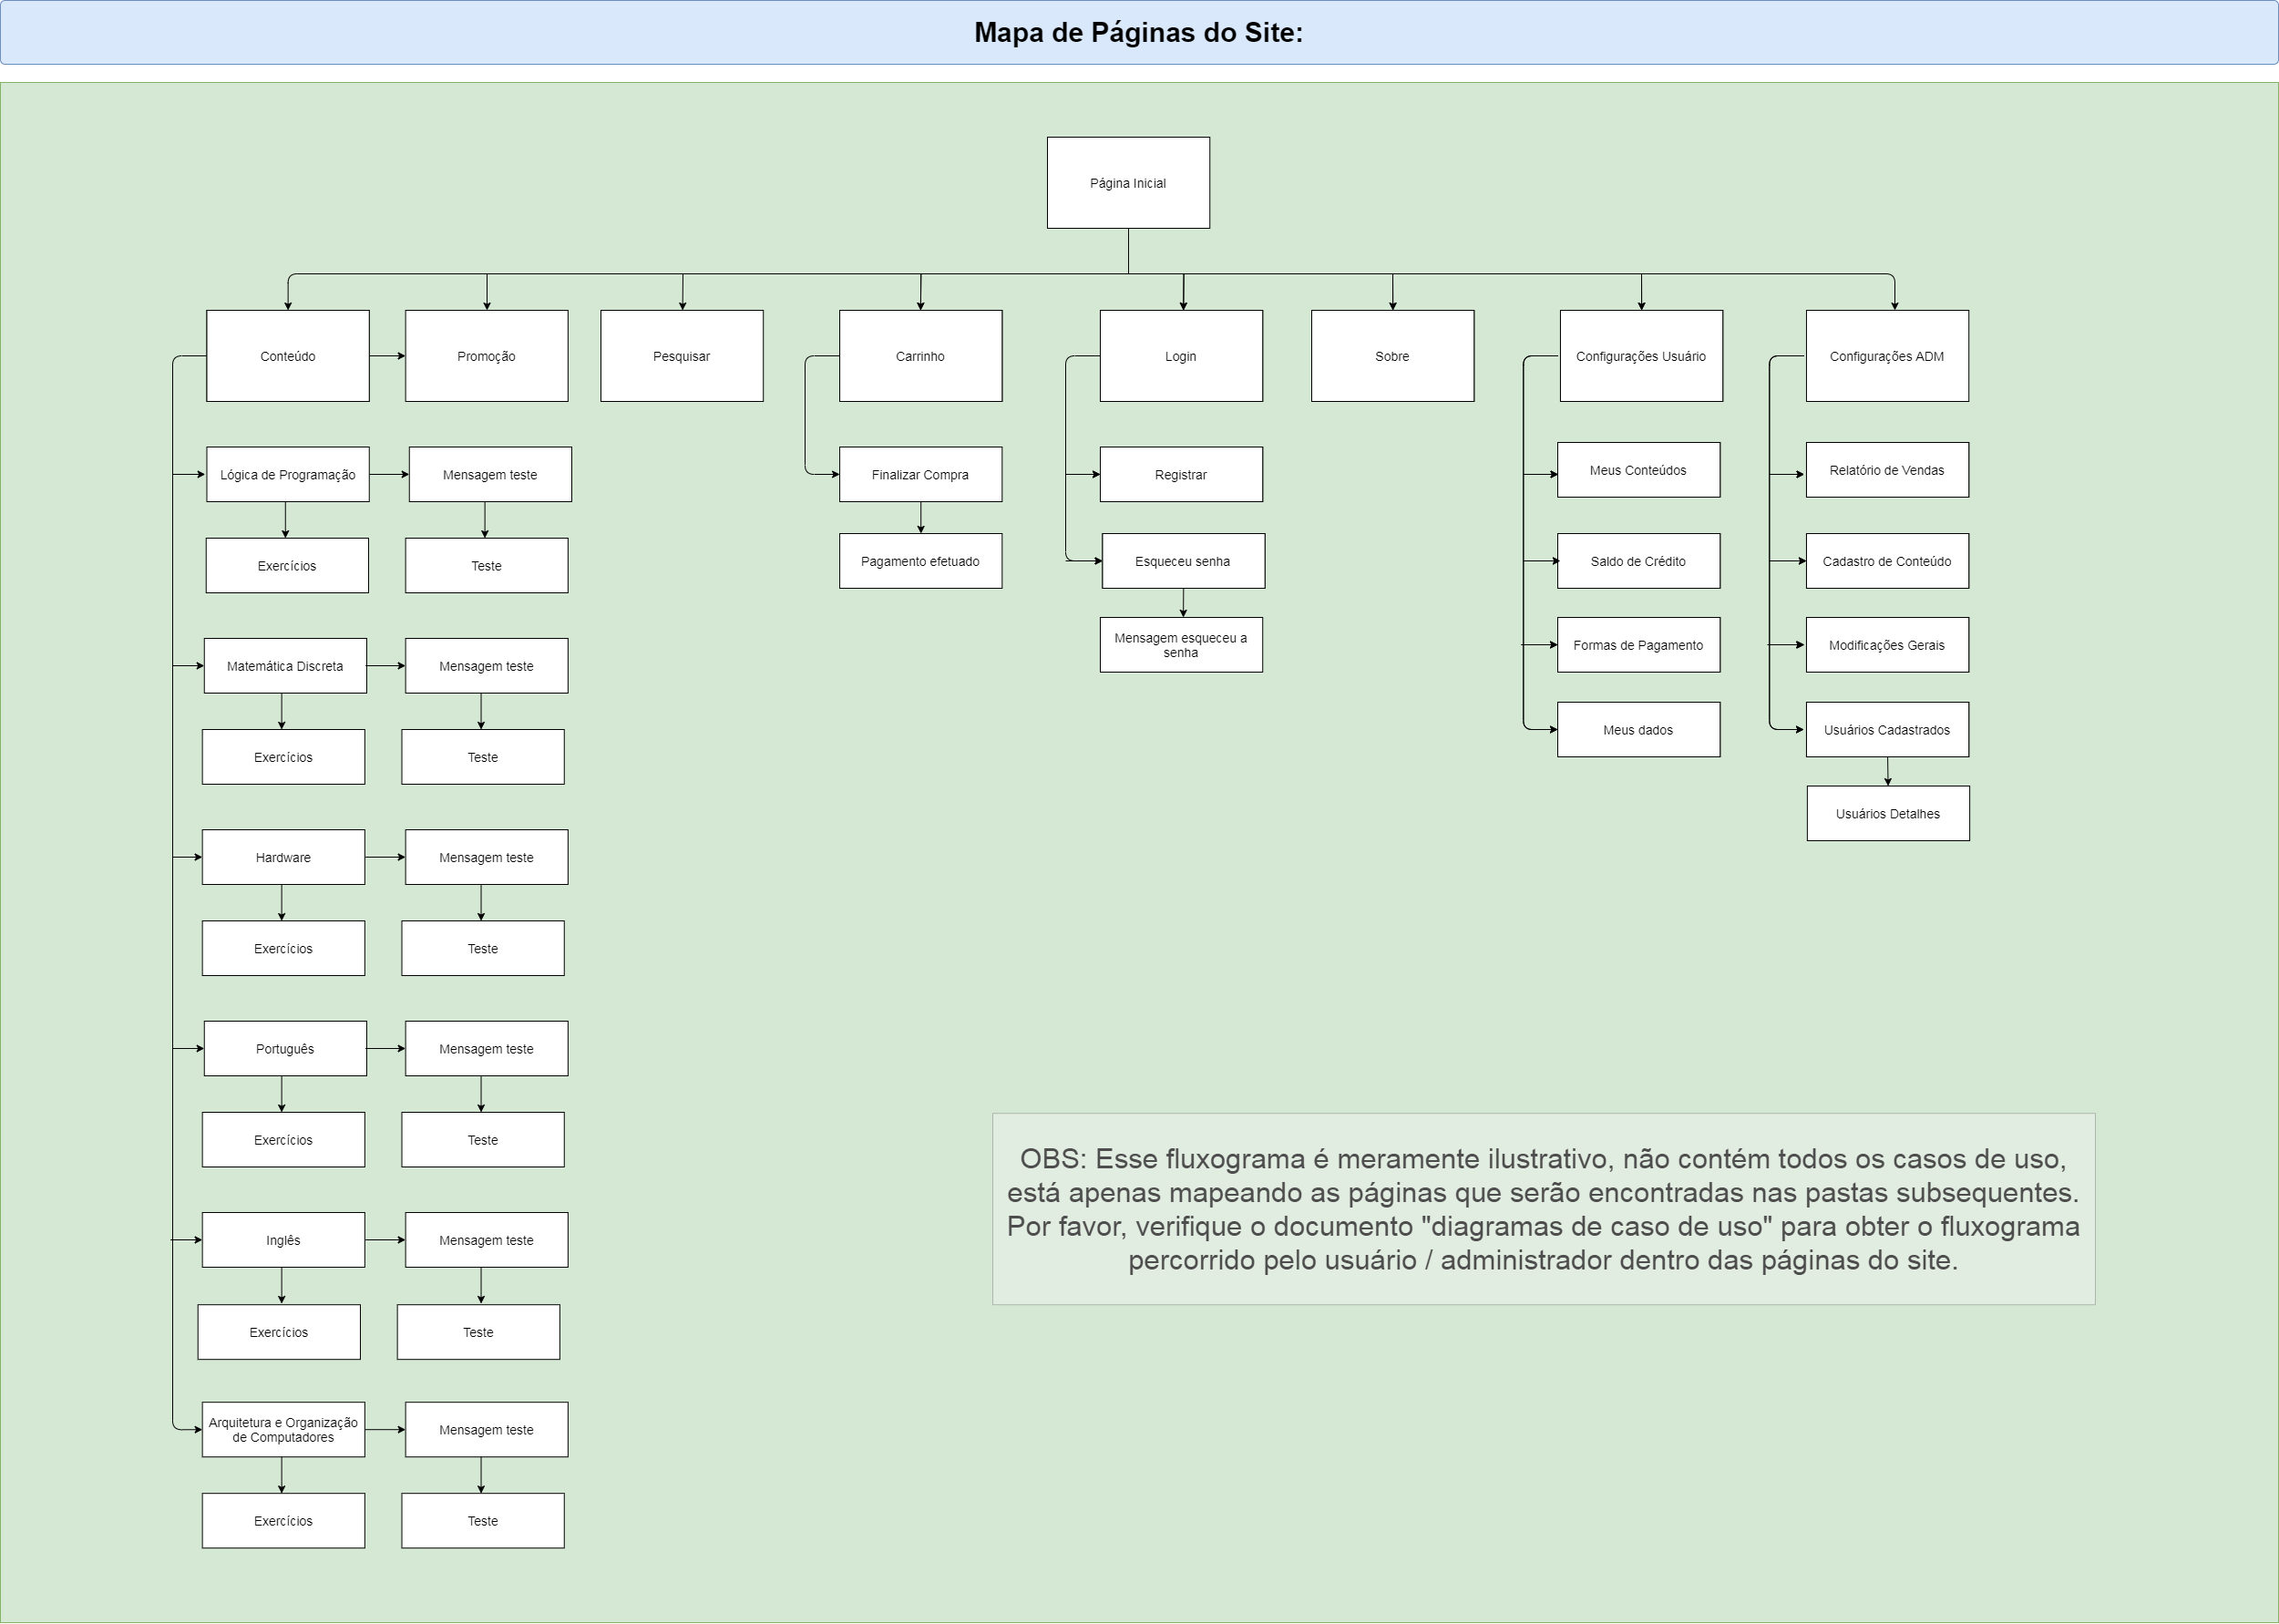 Mapa de Páginas do Site:
Página Inicial
Conteúdo
Promoção
Pesquisar
Carrinho
Login
Sobre
Configurações Usuário
Configurações ADM
Lógica de Programação
Mensagem teste
Finalizar Compra
Registrar
Meus Conteúdos
Relatório de Vendas
Exercícios
Teste
Pagamento efetuado
Esqueceu senha
Saldo de Crédito
Cadastro de Conteúdo
Matemática Discreta
Mensagem teste
Mensagem esqueceu a
senha
Formas de Pagamento
Modificações Gerais
Exercícios
Teste
Meus dados
Usuários Cadastrados
Usuários Detalhes
Hardware
Mensagem teste
Exercícios
Teste
Português
Mensagem teste
Exercícios
Teste
OBS: Esse fluxograma é meramente ilustrativo, não contém todos os casos de uso,
está apenas mapeando as páginas que serão encontradas nas pastas subsequentes.
Por favor, verifique o documento "diagramas de caso de uso" para obter o fluxograma
percorrido pelo usuário / administrador dentro das páginas do site.
Inglês
Mensagem teste
Exercícios
Teste
Arquitetura e Organização
de Computadores
Mensagem teste
Exercícios
Teste